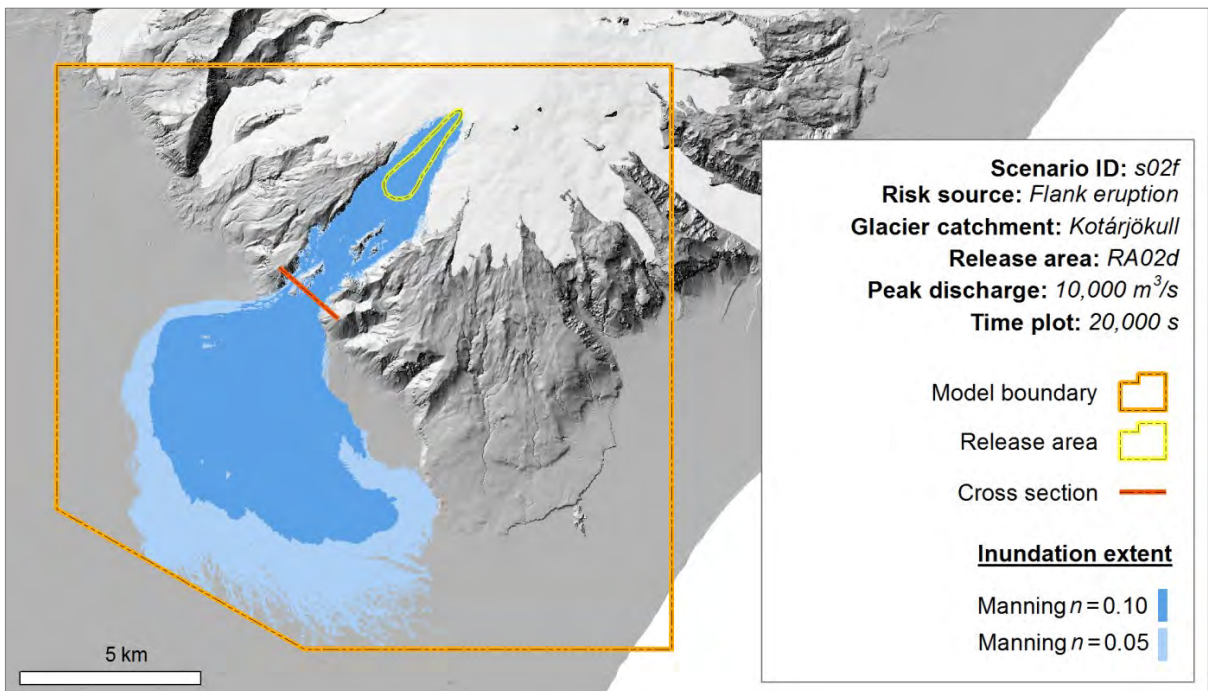 Scenario ID: s02f
Risk source: Flank eruption
Glacier catchment: Kotárjökull
Release area: RA02d
Peak discharge: 10,000 m³/s
Time plot: 20,000 s
Model boundary
Release area
Cross section
Inundation extent
Manning n = 0.10
Manning n = 0.05
5 km